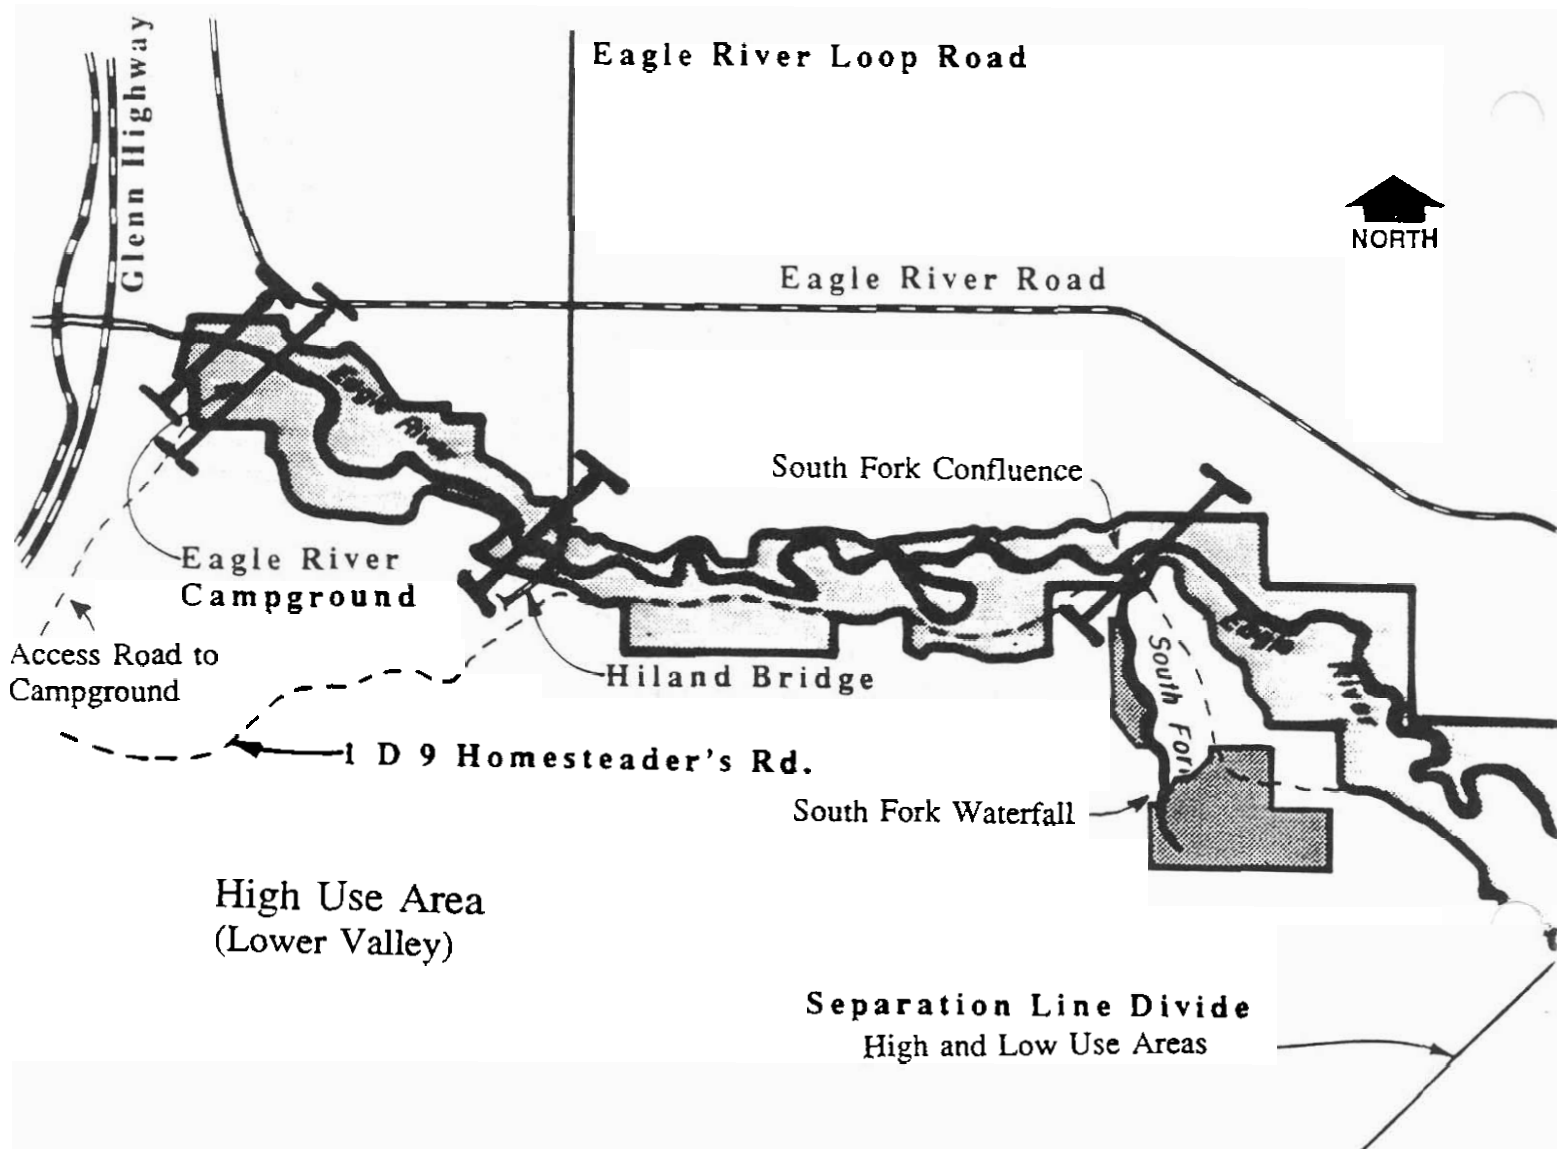 Glenn Highway
Eagle River Loop Road
NORTH
Eagle River Road
Eagle
River
South Fork Confluence
Eagle River
Campground
Access Road to
Campground
Hiland Bridge
Eagle
River
South Fork
1 D 9 Homesteader's Rd.
South Fork Waterfall
High Use Area
(Lower Valley)
Separation Line Divide
High and Low Use Areas